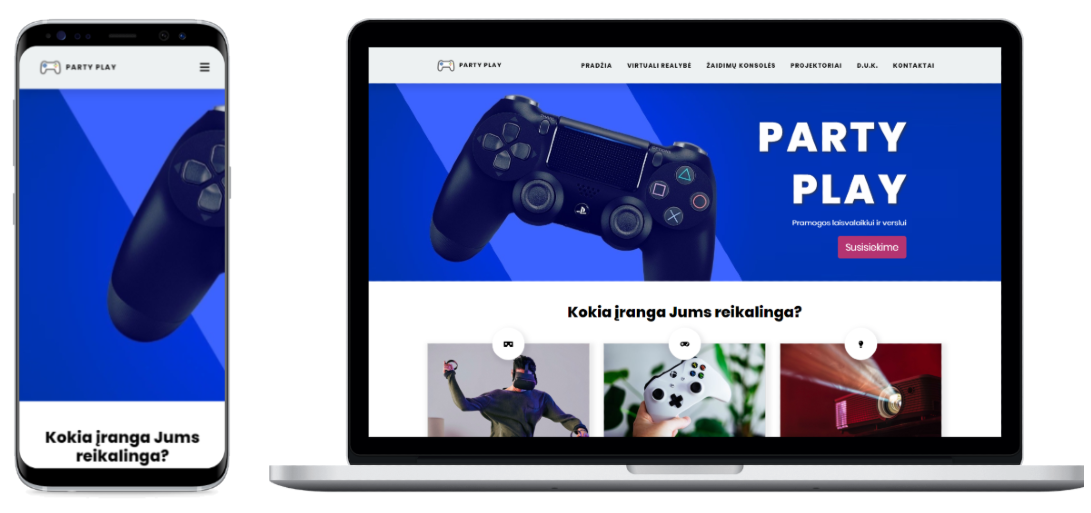 PARTY PLAY
Kokia įranga Jums
reikalinga?
PARTY PLAY
PRADŽIA VIRTUALI REALYBĖ ŽAIDIMŲ KONSOLĖS PROJEKTORIAI D.U.K. KONTAKTAI
PARTY
PLAY
Pramogos laisvalaikiui ir verslui
Susisiekime
Kokia įranga Jums reikalinga?